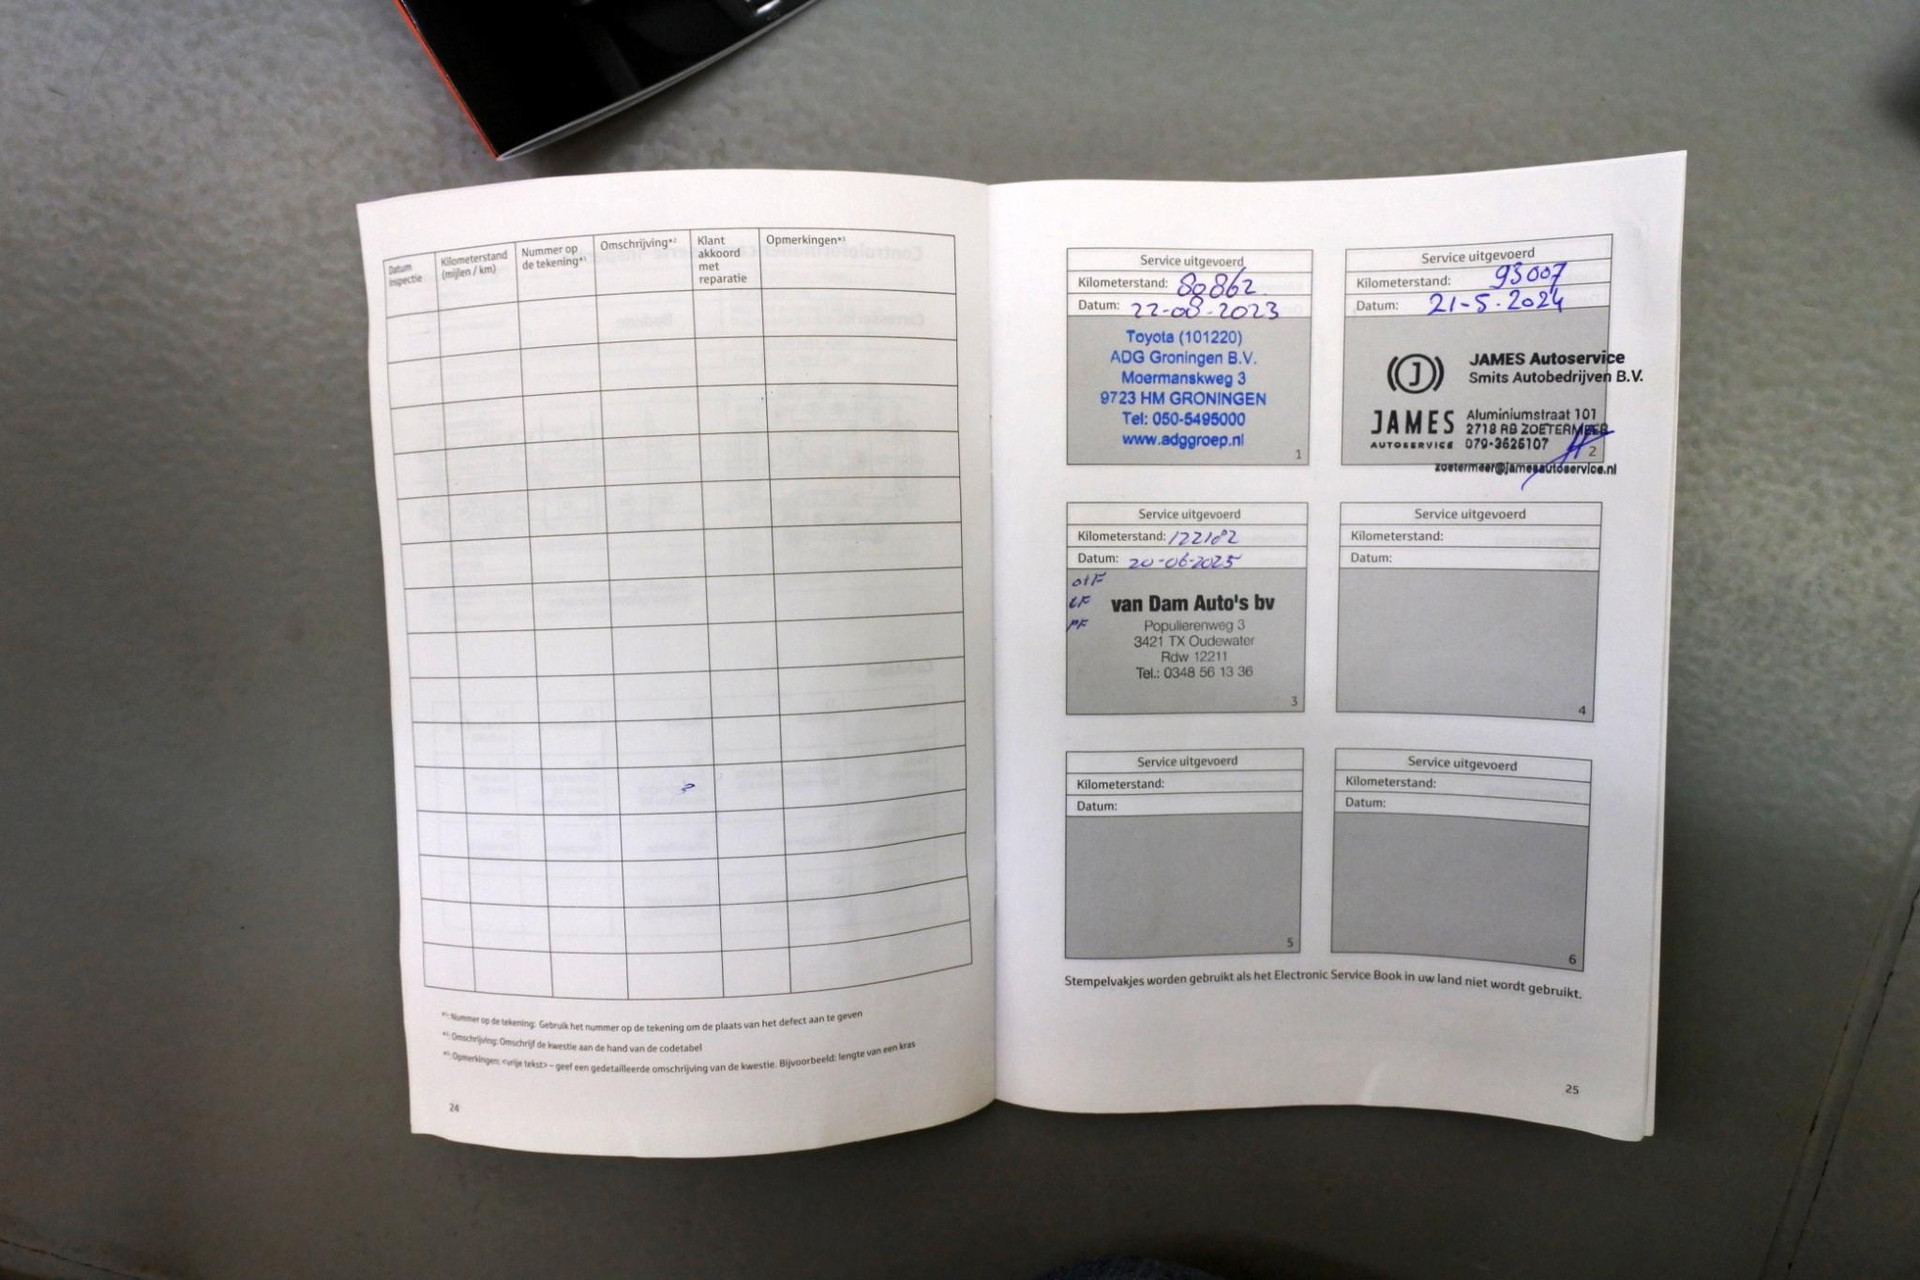 Datum inspectie
Kilometerstand (mijlen / km)
Nummer op de tekening*¹
Omschrijving*²
Klant akkoord met reparatie
Opmerkingen*³
*¹: Nummer op de tekening: Gebruik het nummer op de tekening om de plaats van het defect aan te geven
*²: Omschrijving: Omschrijf de kwestie aan de hand van de codetabel
*³: Opmerkingen: <vrije tekst> – geef een gedetailleerde omschrijving van de kwestie. Bijvoorbeeld: lengte van een kras
24
Service uitgevoerd
Kilometerstand: 80862
Datum: 22-08-2023
Toyota (101220)
ADG Groningen B.V.
Moermanskweg 3
9723 HM GRONINGEN
Tel: 050-5495000
www.adggroep.nl
1
Service uitgevoerd
Kilometerstand: 93007
Datum: 21-5-2024
JAMES Autoservice
Smits Autobedrijven B.V.
J
JAMES
AUTOSERVICE
Aluminiumstraat 101
2718 RB ZOETERMEER
079-3625107
2
zoetermeer@jamesautoservice.nl
Service uitgevoerd
Kilometerstand: 122102
Datum: 20-06-2025
van Dam Auto's bv
Populierenweg 3
3421 TX Oudewater
Rdw 12211
Tel.: 0348 56 13 36
3
Service uitgevoerd
Kilometerstand:
Datum:
4
Service uitgevoerd
Kilometerstand:
Datum:
5
Service uitgevoerd
Kilometerstand:
Datum:
6
Stempelvakjes worden gebruikt als het Electronic Service Book in uw land niet wordt gebruikt.
25